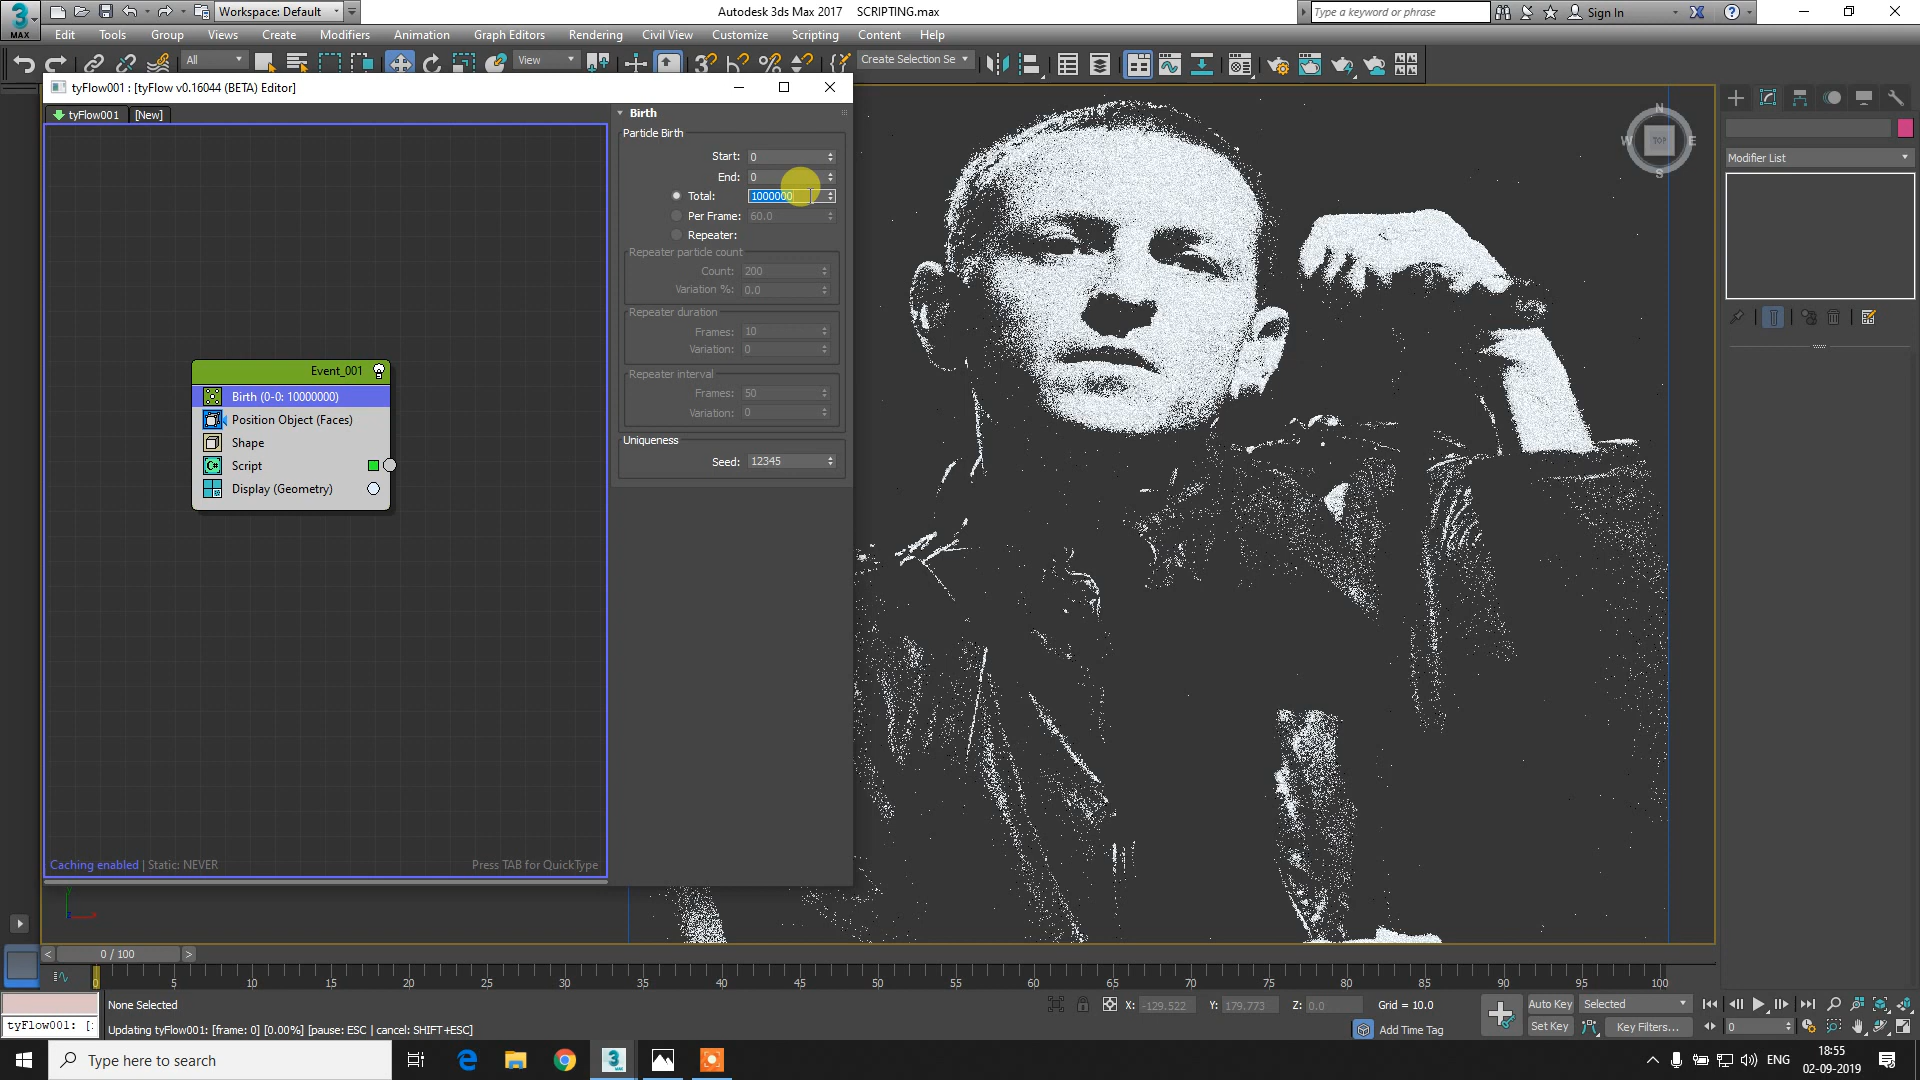 3 MAX
Workspace: Default
Autodesk 3ds Max 2017 SCRIPTING.max
Type a keyword or phrase
Sign In
Edit Tools Group Views Create Modifiers Animation Graph Editors Rendering Civil View Customize Scripting Content Help
All
View
Create Selection Se
tyFlow001 : [tyFlow v0.16044 (BETA) Editor]
tyFlow001 [New]
Birth
Particle Birth
Start: 0
End: 0
Total: 1000000
Per Frame: 60.0
Repeater:
Repeater particle count
Count: 200
Variation %: 0.0
Repeater duration
Frames: 10
Variation: 0
Repeater interval
Frames: 50
Variation: 0
Uniqueness
Seed: 12345
Event_001
Birth (0-0: 10000000)
Position Object (Faces)
Shape
C# Script
Display (Geometry)
Caching enabled | Static: NEVER
Press TAB for QuickType
N
W TOP E
S
Modifier List
0 / 100
0 5 10 15 20 25 30 35 40 45 50 55 60 65 70 75 80 85 90 95 100
None Selected
X: -129.522 Y: 179.773 Z: 0.0 Grid = 10.0
Auto Key Selected
tyFlow001: [:
Updating tyFlow001: [frame: 0] [0.00%] [pause: ESC | cancel: SHIFT+ESC]
Add Time Tag
Set Key Key Filters...
0
Type here to search
ENG
18:55
02-09-2019